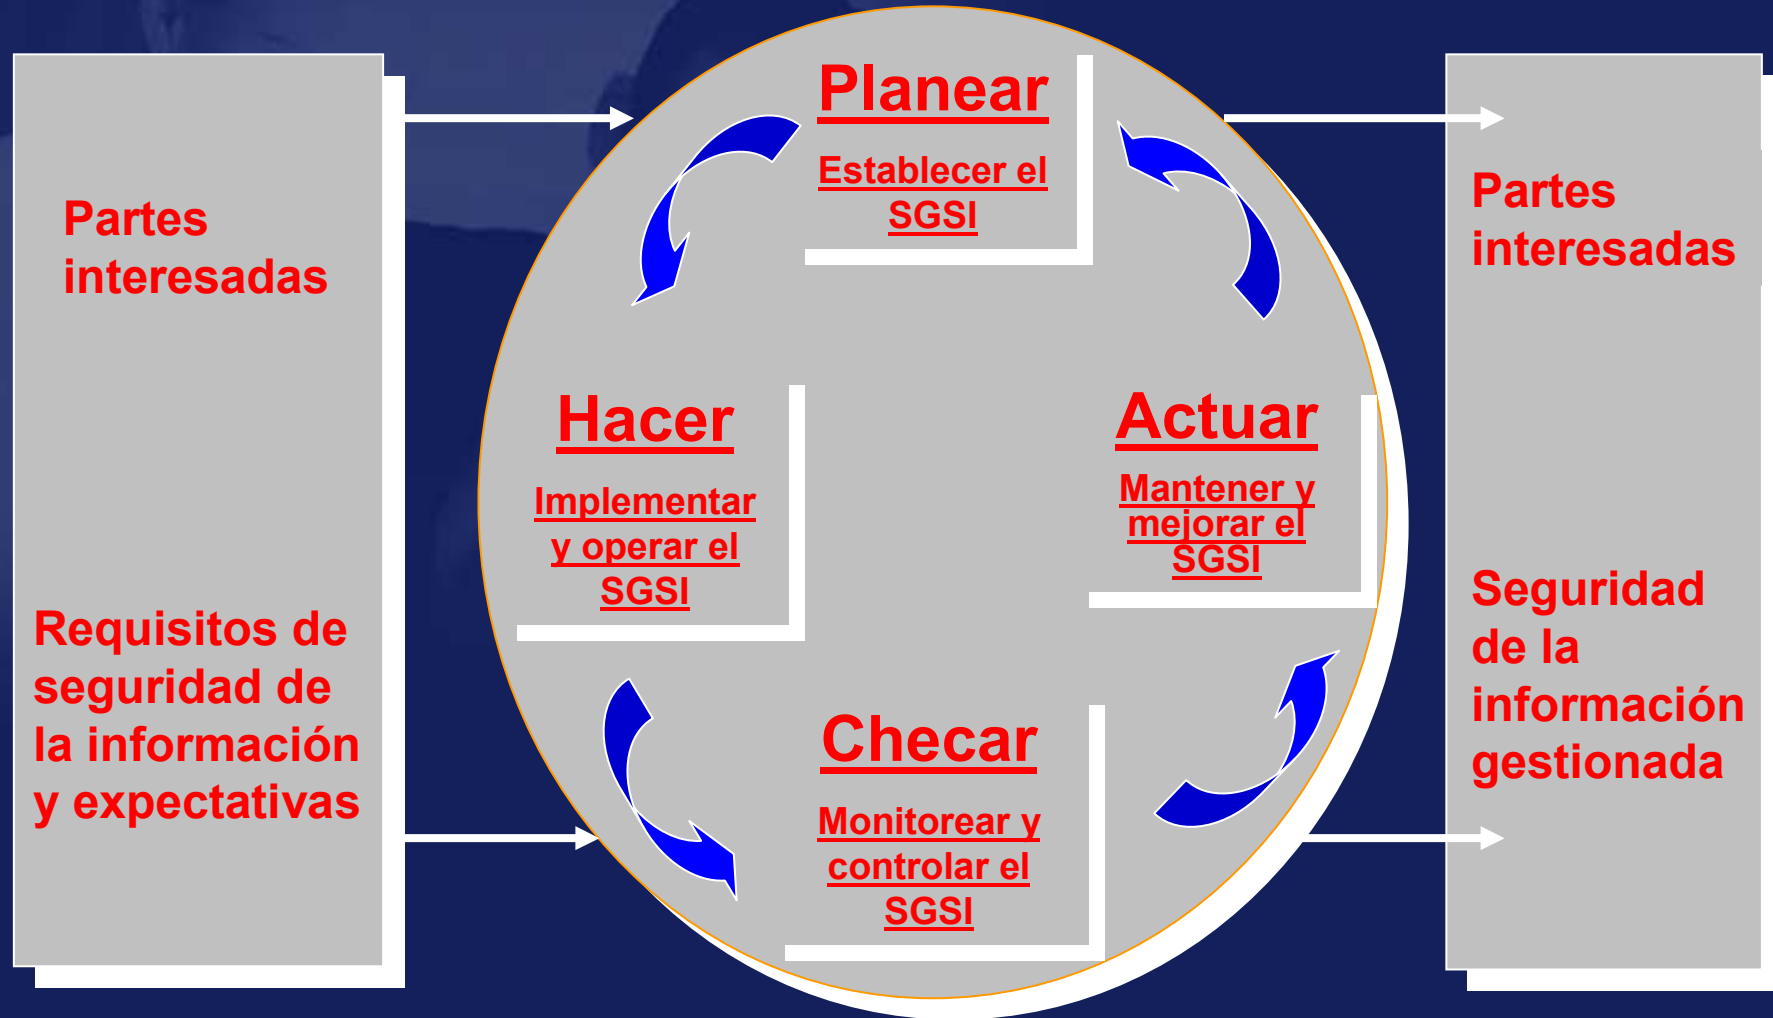 Partes
interesadas
Requisitos de
seguridad de
la información
y expectativas
Planear
Establecer el
SGSI
Hacer
Implementar
y operar el
SGSI
Checar
Monitorear y
controlar el
SGSI
Actuar
Mantener y
mejorar el
SGSI
Partes
interesadas
Seguridad
de la
información
gestionada